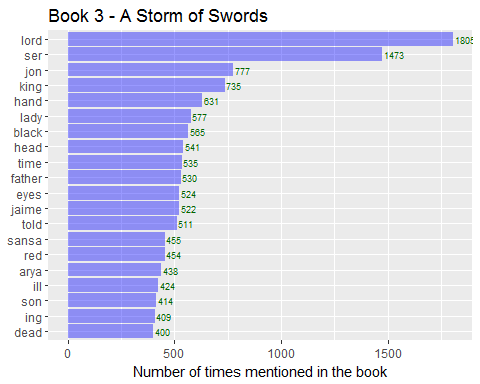 Book 3 - A Storm of Swords
lord 1806
ser 1473
jon 777
king 735
hand 631
lady 577
black 565
head 541
time 535
father 530
eyes 524
jaime 522
told 511
sansa 455
red 454
arya 438
ill 424
son 414
ing 409
dead 400
0 500 1000 1500
Number of times mentioned in the book